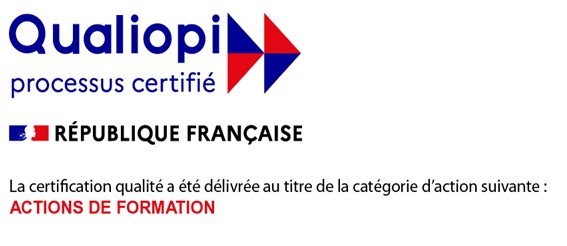 Qualiopi
processus certifié
RÉPUBLIQUE FRANÇAISE
La certification qualité a été délivrée au titre de la catégorie d’action suivante :
ACTIONS DE FORMATION